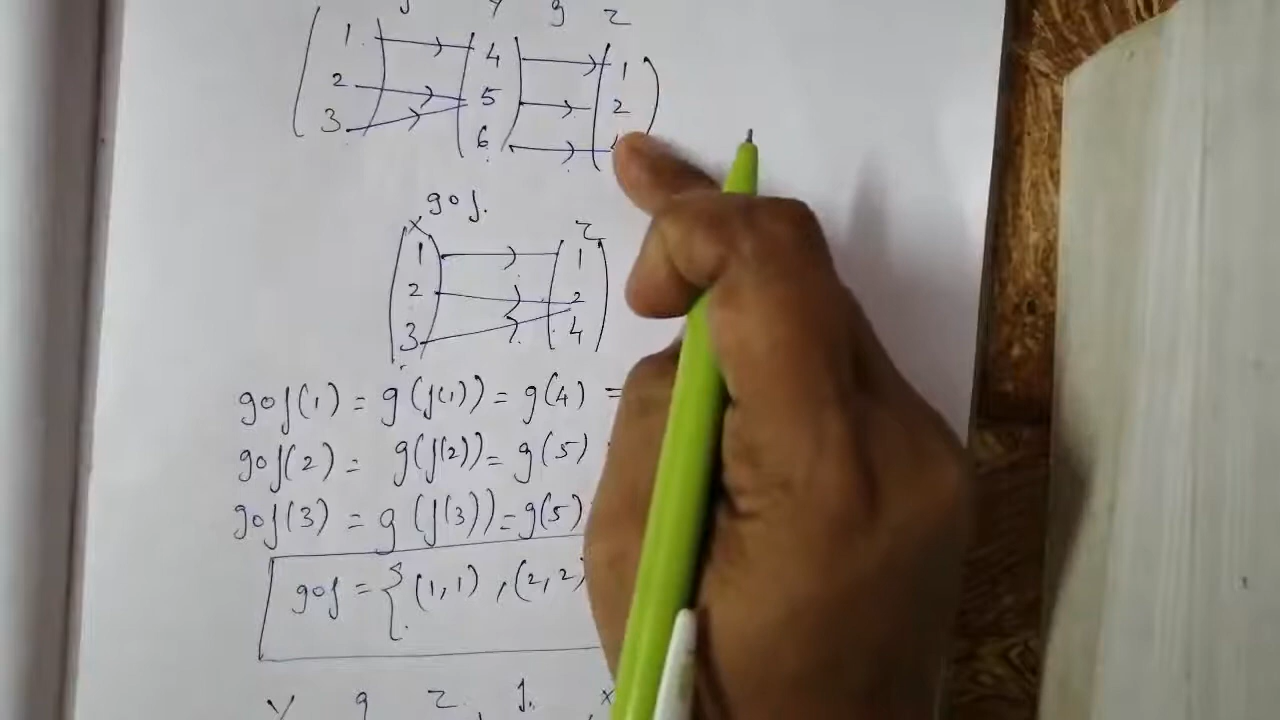 g z
1 4 1
2 5 2
3 6
gof.
x z
1 1
2 2
3 4
gof(1) = g(f(1)) = g(4) =
gof(2) = g(f(2)) = g(5)
gof(3) = g(f(3)) = g(5)
gof = {(1,1), (2,2)
Y g z f. x